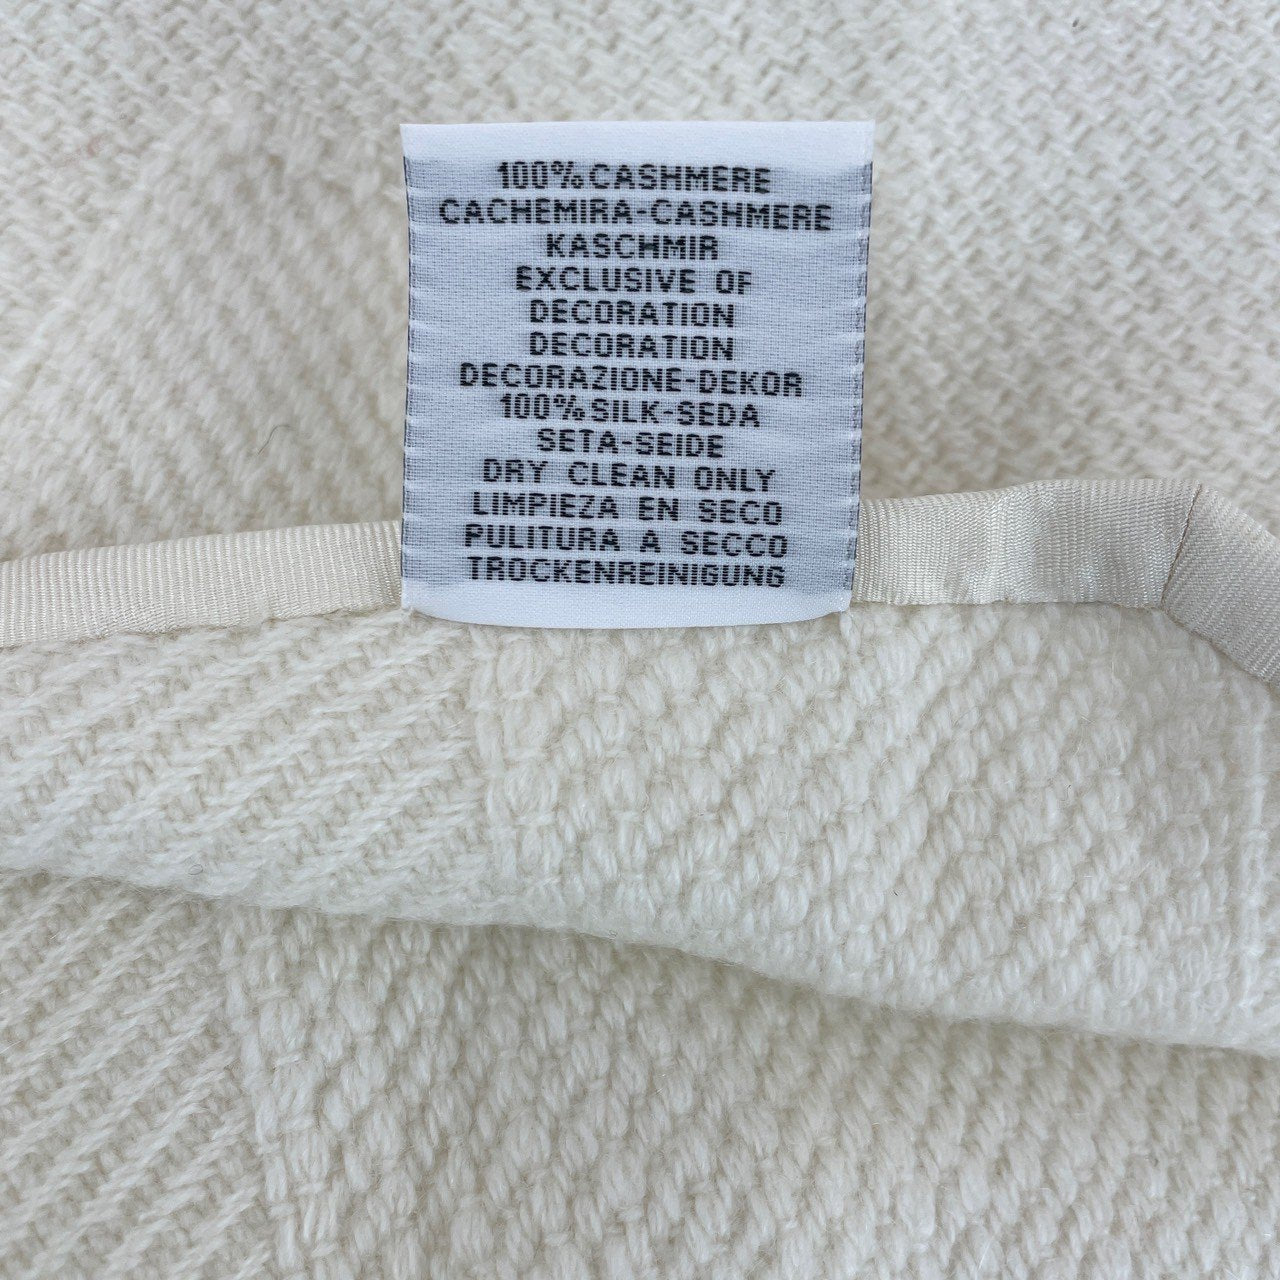 100% CASHMERE
CACHEMIRA-CASHMERE
KASCHMIR
EXCLUSIVE OF
DECORATION
DECORATION
DECORAZIONE-DEKOR
100% SILK-SEDA
SETA-SEIDE
DRY CLEAN ONLY
LIMPIEZA EN SECO
PULITURA A SECCO
TROCKENREINIGUNG